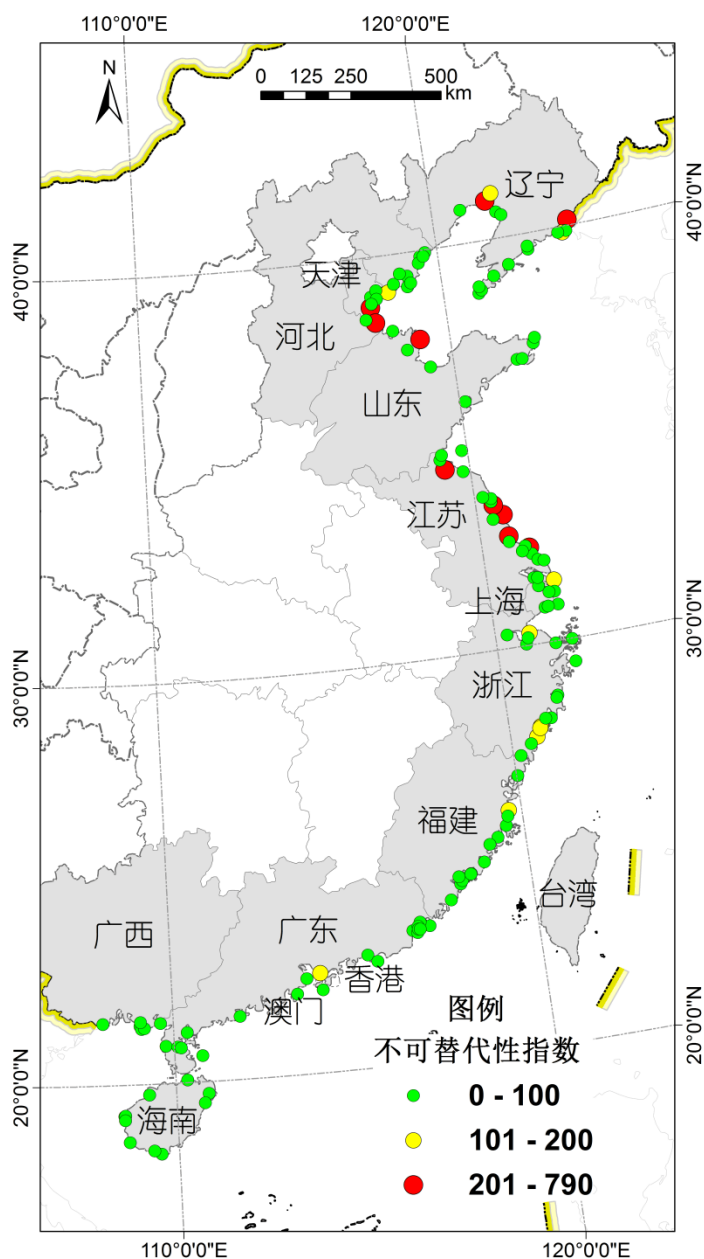 110°0'0"E
120°0'0"E
N
0 125 250 500
km
辽宁
40°0'0"N
天津
40°0'0"N
河北
山东
江苏
上海
30°0'0"N
浙江
30°0'0"N
福建
台湾
广西
广东
香港
澳门
图例
20°0'0"N
不可替代性指数
20°0'0"N
0 - 100
海南
101 - 200
201 - 790
110°0'0"E
120°0'0"E